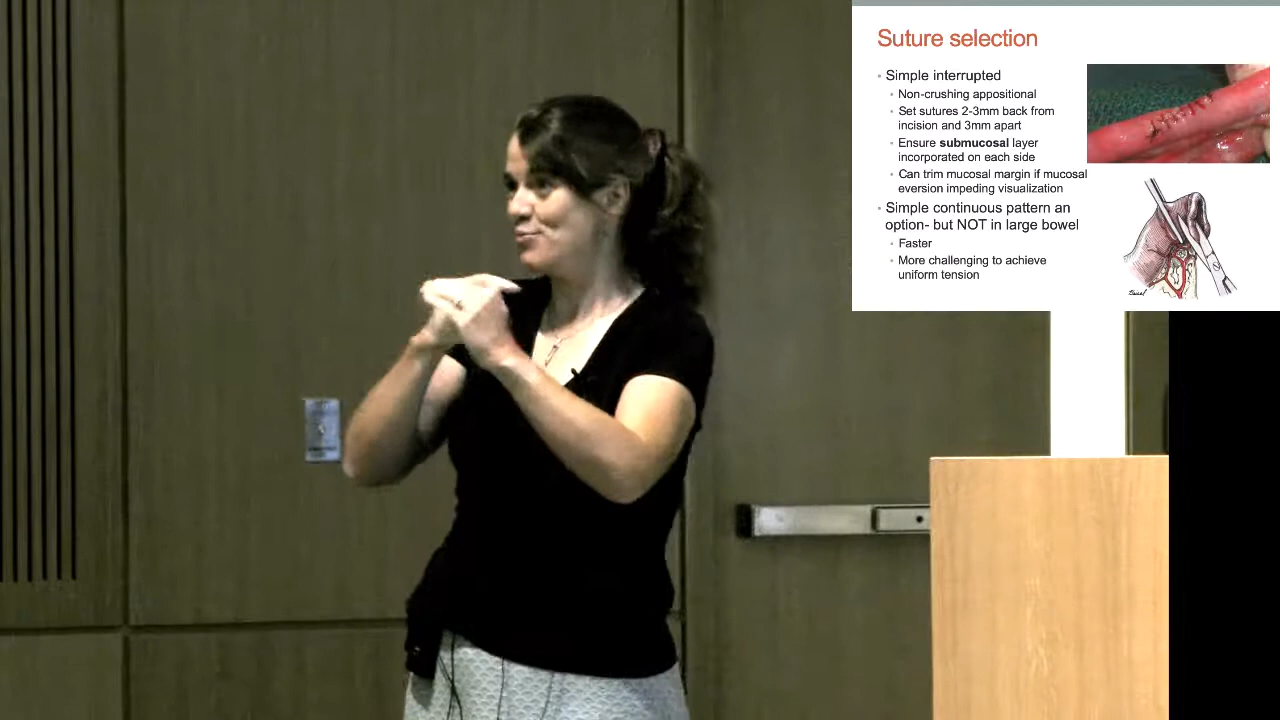 Suture selection
Simple interrupted
Non-crushing appositional
Set sutures 2-3mm back from
incision and 3mm apart
Ensure submucosal layer
incorporated on each side
Can trim mucosal margin if mucosal
eversion impeding visualization
Simple continuous pattern an
option- but NOT in large bowel
Faster
More challenging to achieve
uniform tension